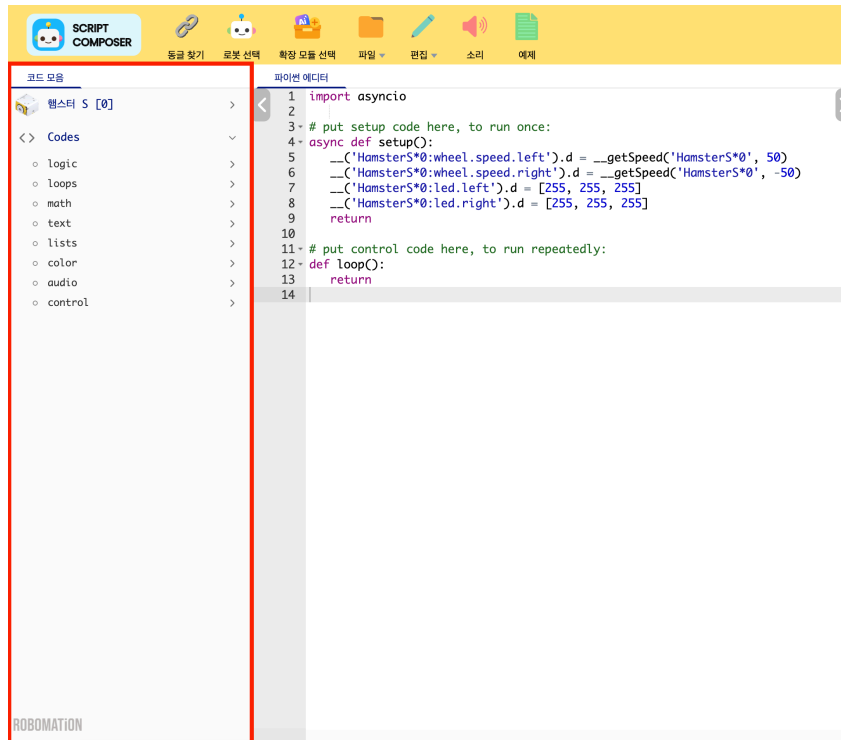 SCRIPT
COMPOSER
동글 찾기
로봇 선택
Ai
확장 모듈 선택
파일
편집
소리
예제
코드 모음
햄스터 S [0]
<> Codes
logic
loops
math
text
lists
color
audio
control
ROBOMATiON
파이썬 에디터
1 import asyncio
2
3 # put setup code here, to run once:
4 async def setup():
5 __('HamsterS*0:wheel.speed.left').d = __getSpeed('HamsterS*0', 50)
6 __('HamsterS*0:wheel.speed.right').d = __getSpeed('HamsterS*0', -50)
7 __('HamsterS*0:led.left').d = [255, 255, 255]
8 __('HamsterS*0:led.right').d = [255, 255, 255]
9 return
10
11 # put control code here, to run repeatedly:
12 def loop():
13 return
14